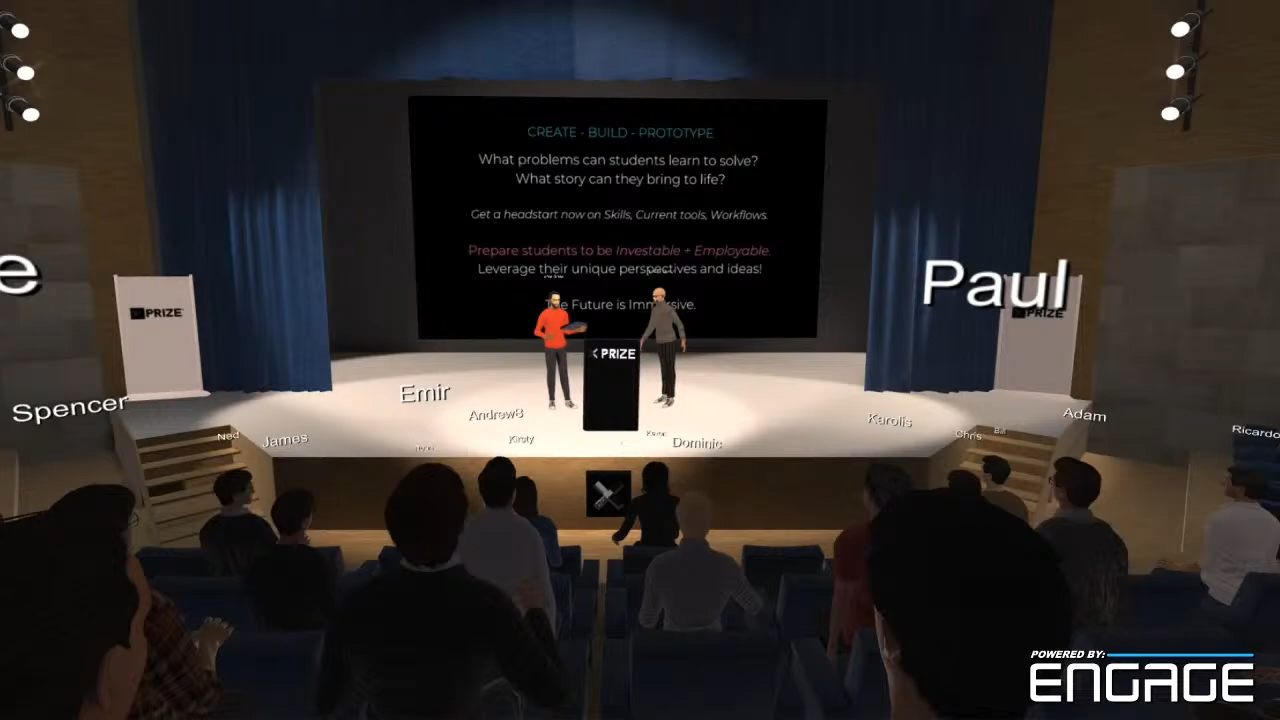 CREATE - BUILD - PROTOTYPE
What problems can students learn to solve?
What story can they bring to life?
Get a headstart now on Skills, Current tools, Workflows.
Prepare students to be Investable + Employable.
Leverage their unique perspectives and ideas!
The Future is Immersive.
e
Paul
PRIZE
PRIZE
XPRIZE
Spencer
Emir
Andrew8
Adam
Karolis
Ricardo
Ned
James
Kirsty
Dominic
Chris
POWERED BY:
ENGAGE